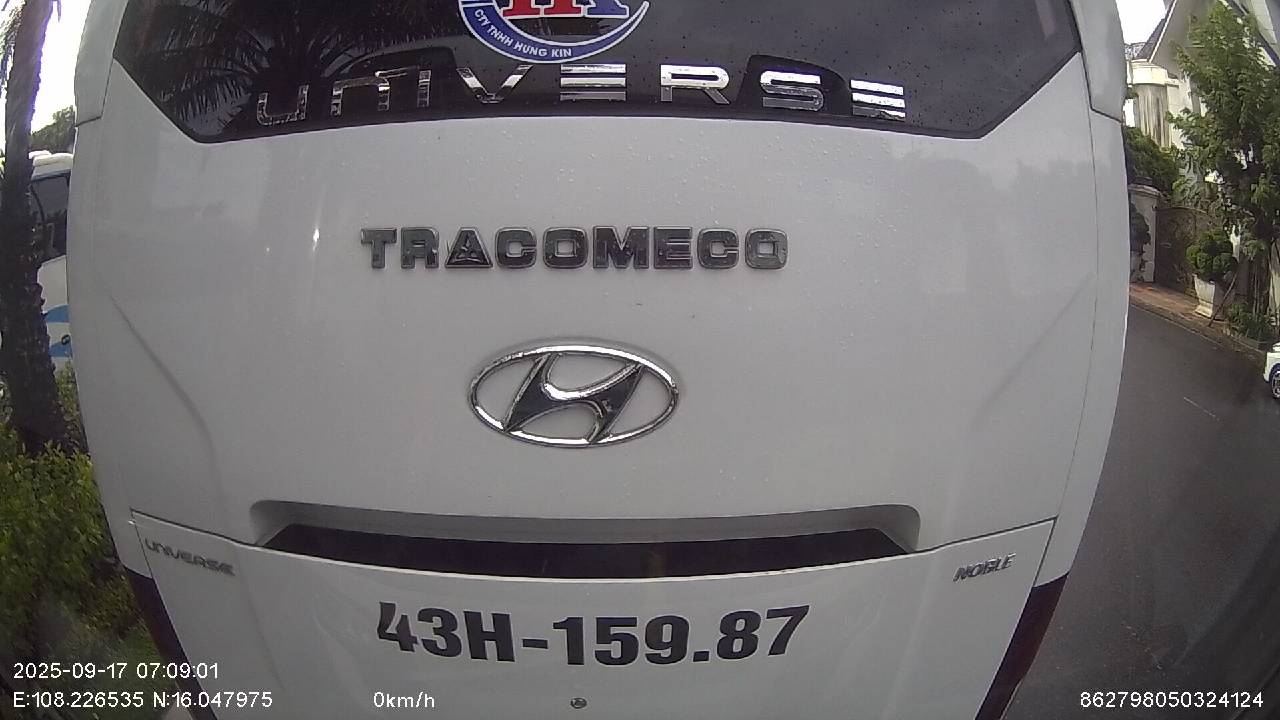 CTY TNHH HUNG KIN
UNIVERSE
TRACOMECO
UNIVERSE
NOBLE
43H-159.87
2025-09-17 07:09:01
E:108.226535 N:16.047975 0km/h 862798050324124